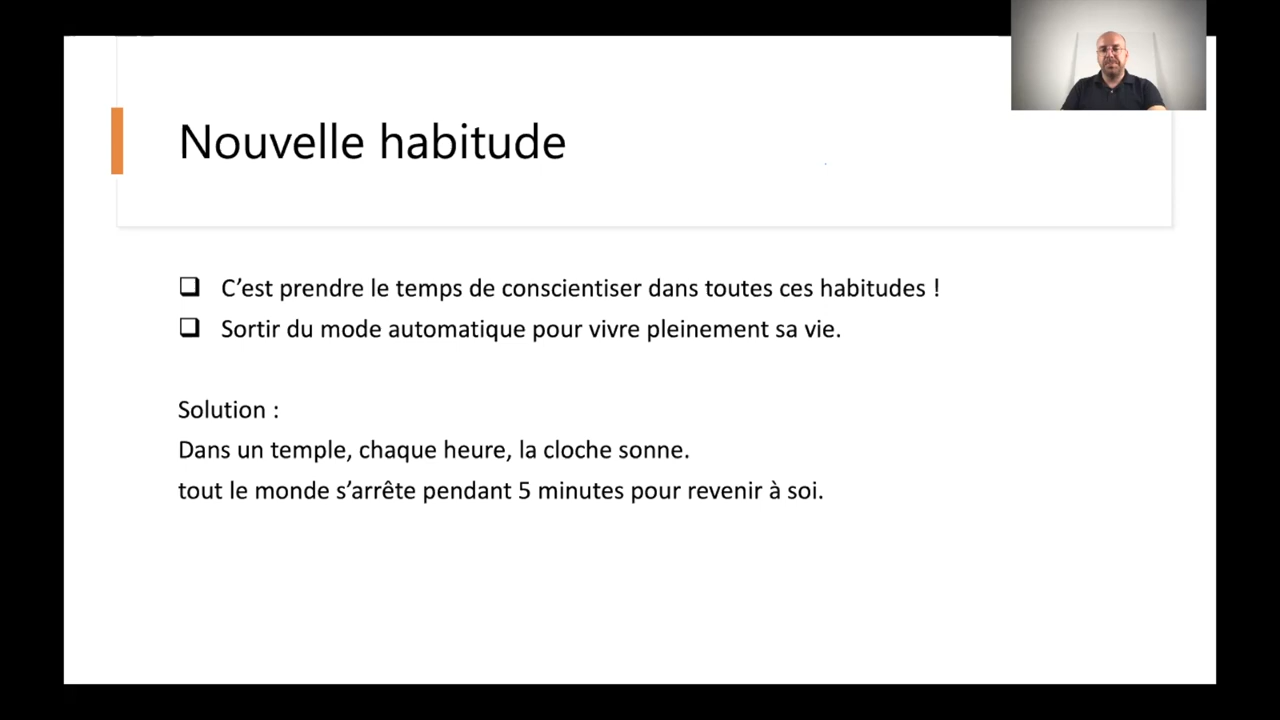 Nouvelle habitude
❑ C’est prendre le temps de conscientiser dans toutes ces habitudes !
❑ Sortir du mode automatique pour vivre pleinement sa vie.
Solution :
Dans un temple, chaque heure, la cloche sonne.
tout le monde s’arrête pendant 5 minutes pour revenir à soi.